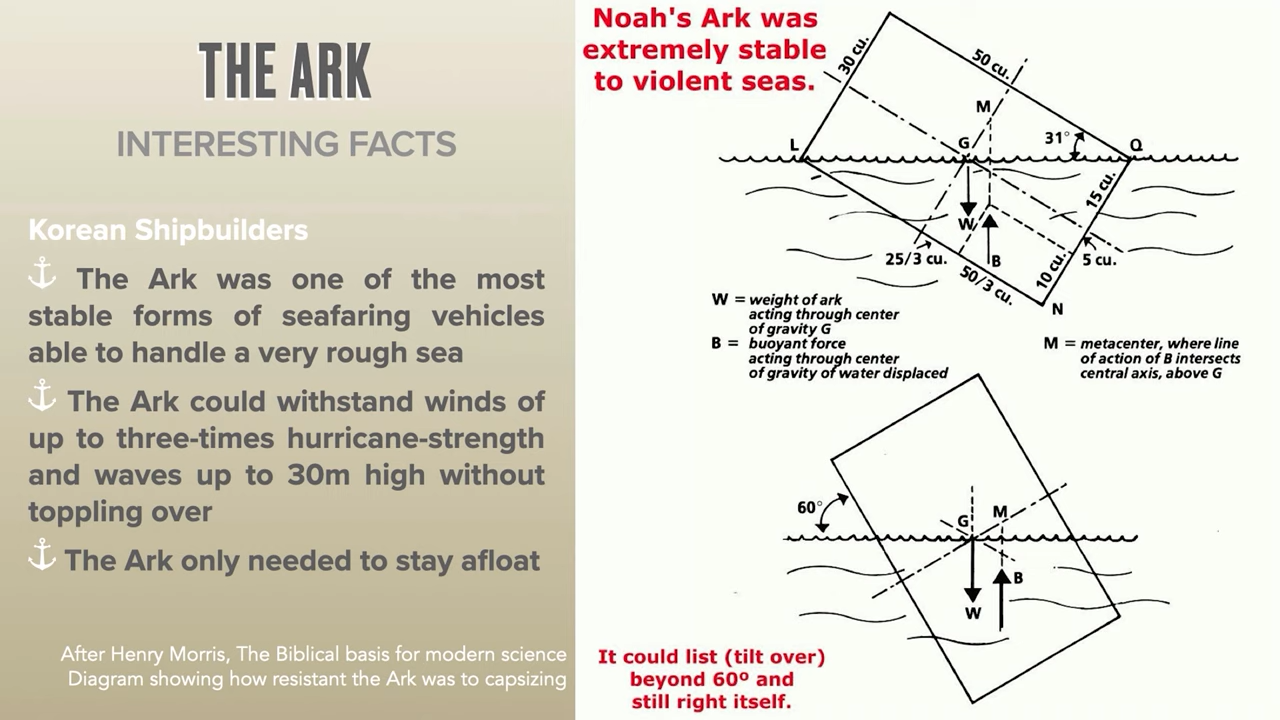 THE ARK
INTERESTING FACTS
Korean Shipbuilders
The Ark was one of the most
stable forms of seafaring vehicles
able to handle a very rough sea
The Ark could withstand winds of
up to three-times hurricane-strength
and waves up to 30m high without
toppling over
The Ark only needed to stay afloat
After Henry Morris, The Biblical basis for modern science
Diagram showing how resistant the Ark was to capsizing
Noah's Ark was
extremely stable
to violent seas.
30 cu.
50 cu.
M
G
31°
L
Q
15 cu.
W
B
25/3 cu.
50/3 cu.
10 cu.
5 cu.
N
W = weight of ark
acting through center
of gravity G
B = buoyant force
acting through center
of gravity of water displaced
M = metacenter, where line
of action of B intersects
central axis, above G
60°
G
M
B
W
It could list (tilt over)
beyond 60º and
still right itself.